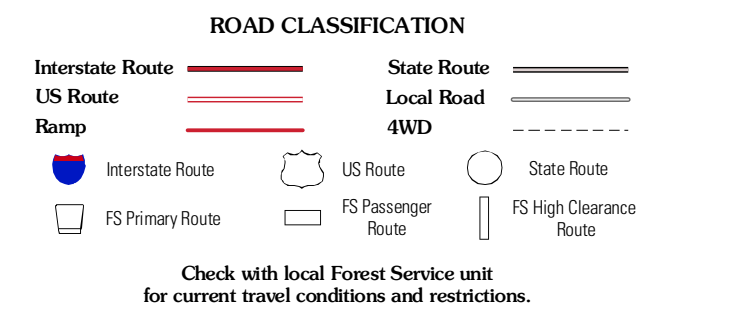 ROAD CLASSIFICATION
Interstate Route
State Route
US Route
Local Road
Ramp
4WD
Interstate Route
US Route
State Route
FS Primary Route
FS Passenger
Route
FS High Clearance
Route
Check with local Forest Service unit
for current travel conditions and restrictions.